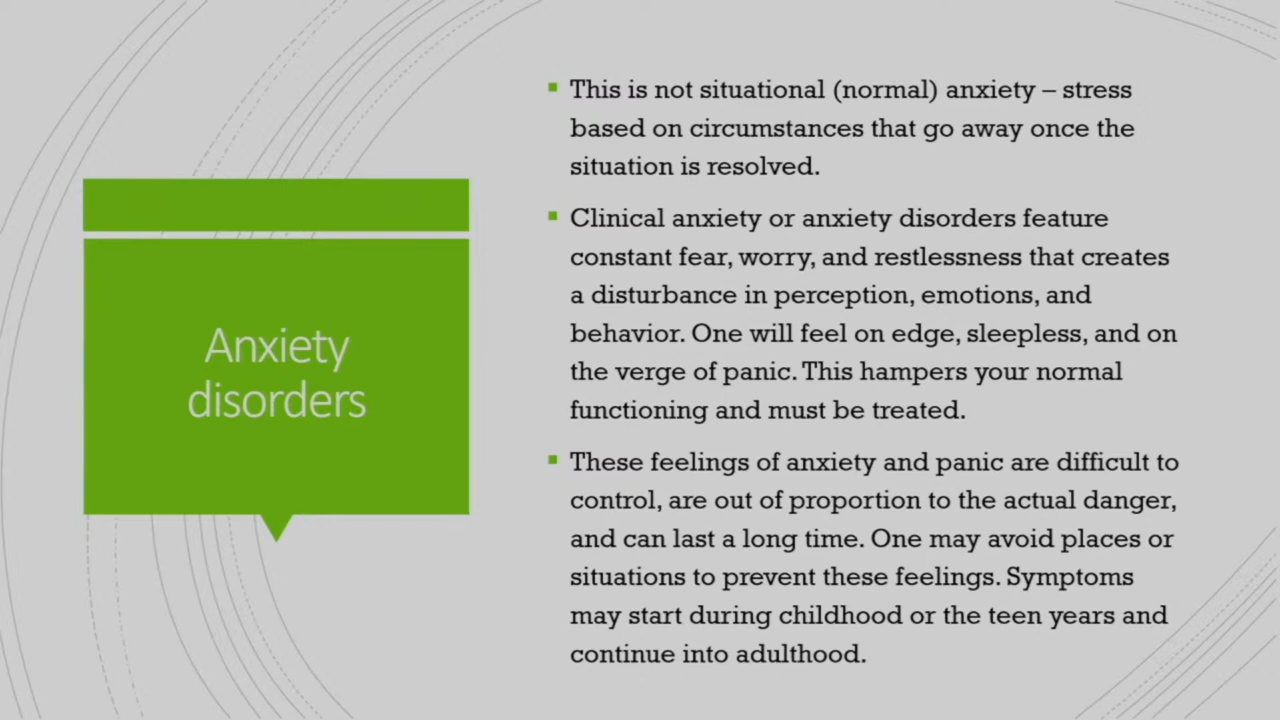 Anxiety
disorders
This is not situational (normal) anxiety – stress
based on circumstances that go away once the
situation is resolved.
Clinical anxiety or anxiety disorders feature
constant fear, worry, and restlessness that creates
a disturbance in perception, emotions, and
behavior. One will feel on edge, sleepless, and on
the verge of panic. This hampers your normal
functioning and must be treated.
These feelings of anxiety and panic are difficult to
control, are out of proportion to the actual danger,
and can last a long time. One may avoid places or
situations to prevent these feelings. Symptoms
may start during childhood or the teen years and
continue into adulthood.